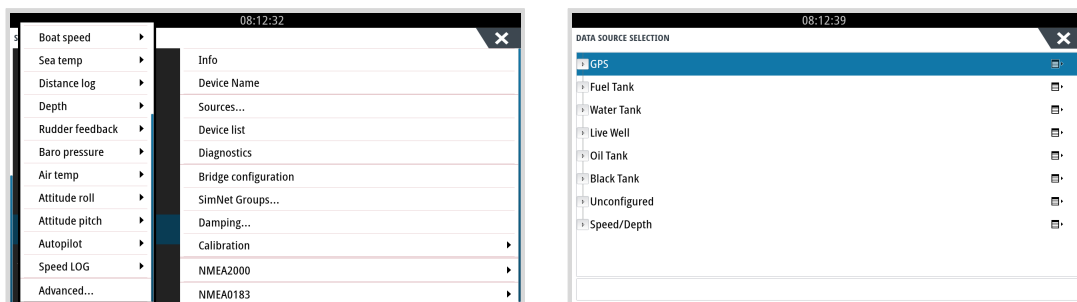 08:12:32
S
Boat speed
Sea temp
Distance log
Depth
Rudder feedback
Baro pressure
Air temp
Attitude roll
Attitude pitch
Autopilot
Speed LOG
Advanced...
Info
Device Name
Sources...
Device list
Diagnostics
Bridge configuration
SimNet Groups...
Damping...
Calibration
NMEA2000
NMEA0183
08:12:39
DATA SOURCE SELECTION
GPS
Fuel Tank
Water Tank
Live Well
Oil Tank
Black Tank
Unconfigured
Speed/Depth